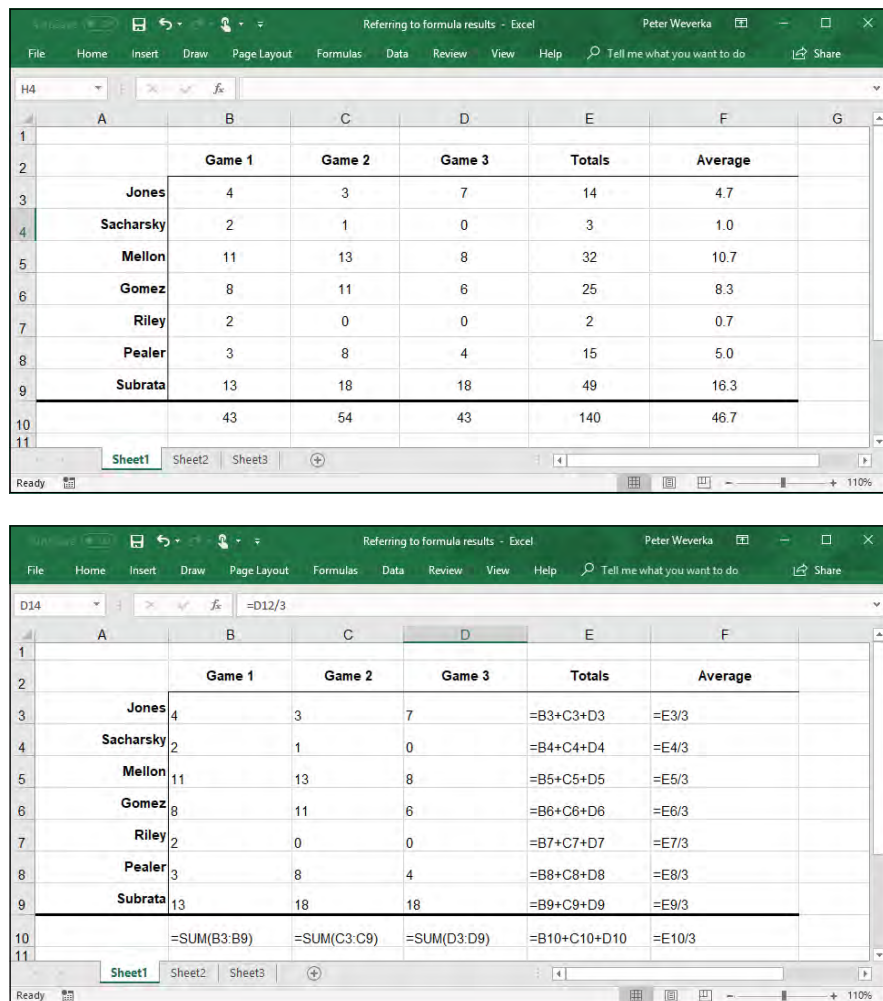 Referring to formula results - Excel Peter Weverka
File Home Insert Draw Page Layout Formulas Data Review View Help Tell me what you want to do Share
H4 fx
A B C D E F G
1
2 Game 1 Game 2 Game 3 Totals Average
3 Jones 4 3 7 14 4.7
4 Sacharsky 2 1 0 3 1.0
5 Mellon 11 13 8 32 10.7
6 Gomez 8 11 6 25 8.3
7 Riley 2 0 0 2 0.7
8 Pealer 3 8 4 15 5.0
9 Subrata 13 18 18 49 16.3
10 43 54 43 140 46.7
11
Sheet1 Sheet2 Sheet3
Ready 110%
Referring to formula results - Excel Peter Weverka
File Home Insert Draw Page Layout Formulas Data Review View Help Tell me what you want to do Share
D14 fx =D12/3
A B C D E F
1
2 Game 1 Game 2 Game 3 Totals Average
3 Jones 4 3 7 =B3+C3+D3 =E3/3
4 Sacharsky 2 1 0 =B4+C4+D4 =E4/3
5 Mellon 11 13 8 =B5+C5+D5 =E5/3
6 Gomez 8 11 6 =B6+C6+D6 =E6/3
7 Riley 2 0 0 =B7+C7+D7 =E7/3
8 Pealer 3 8 4 =B8+C8+D8 =E8/3
9 Subrata 13 18 18 =B9+C9+D9 =E9/3
10 =SUM(B3:B9) =SUM(C3:C9) =SUM(D3:D9) =B10+C10+D10 =E10/3
11
Sheet1 Sheet2 Sheet3
Ready 110%